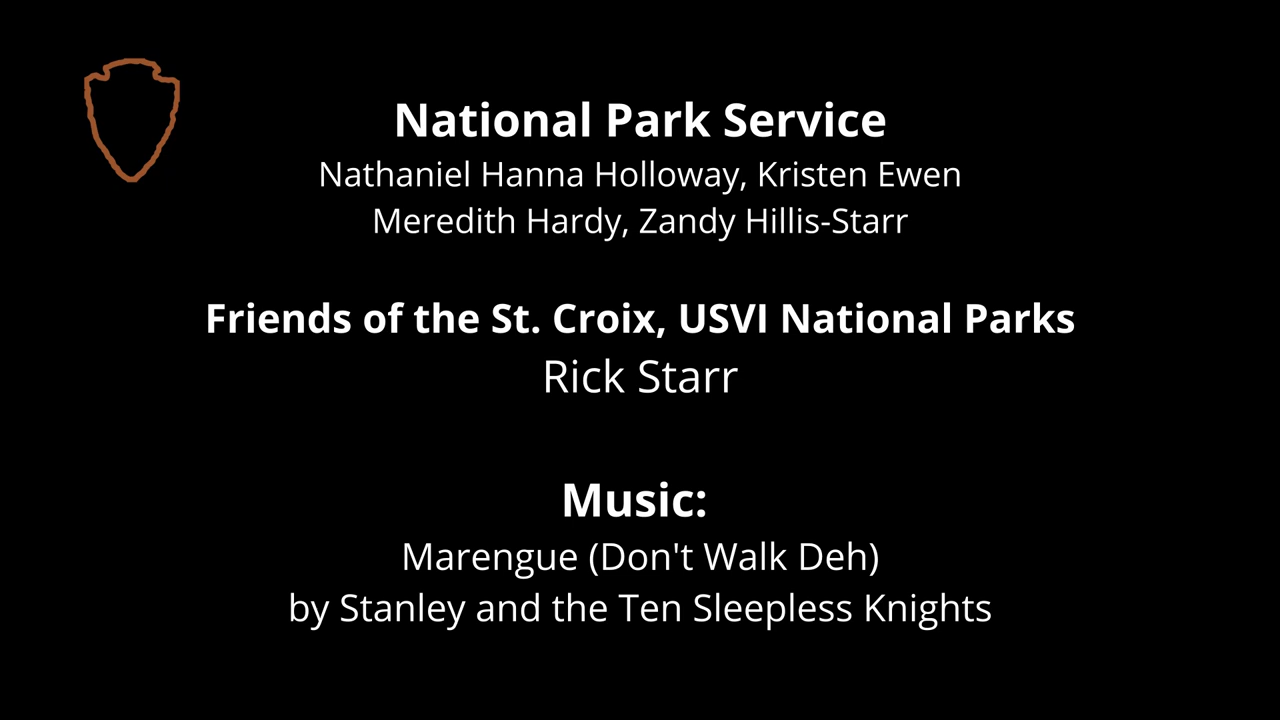 National Park Service
Nathaniel Hanna Holloway, Kristen Ewen
Meredith Hardy, Zandy Hillis-Starr
Friends of the St. Croix, USVI National Parks
Rick Starr
Music:
Marengue (Don't Walk Deh)
by Stanley and the Ten Sleepless Knights